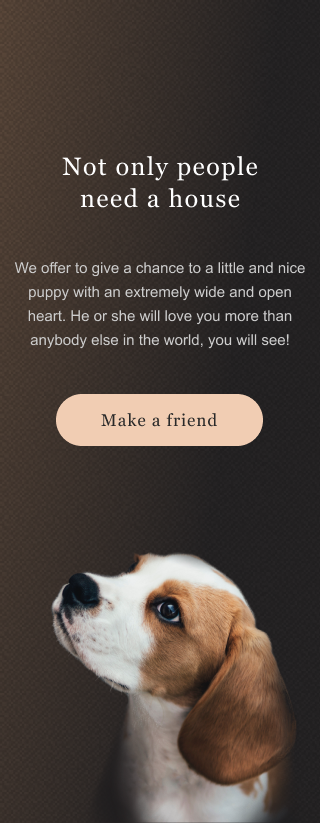 Not only people
need a house
We offer to give a chance to a little and nice
puppy with an extremely wide and open
heart. He or she will love you more than
anybody else in the world, you will see!
Make a friend